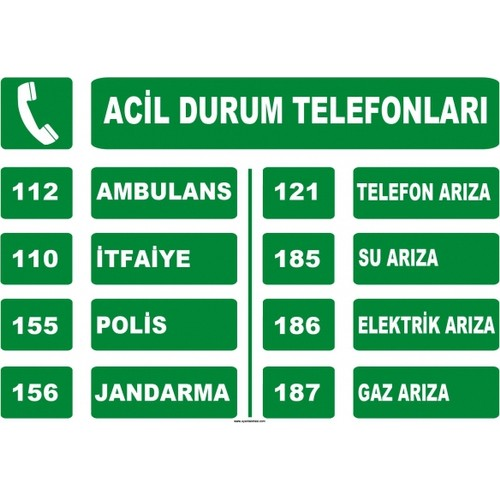 ACİL DURUM TELEFONLARI
112 AMBULANS
110 İTFAİYE
155 POLİS
156 JANDARMA
121 TELEFON ARIZA
185 SU ARIZA
186 ELEKTRİK ARIZA
187 GAZ ARIZA